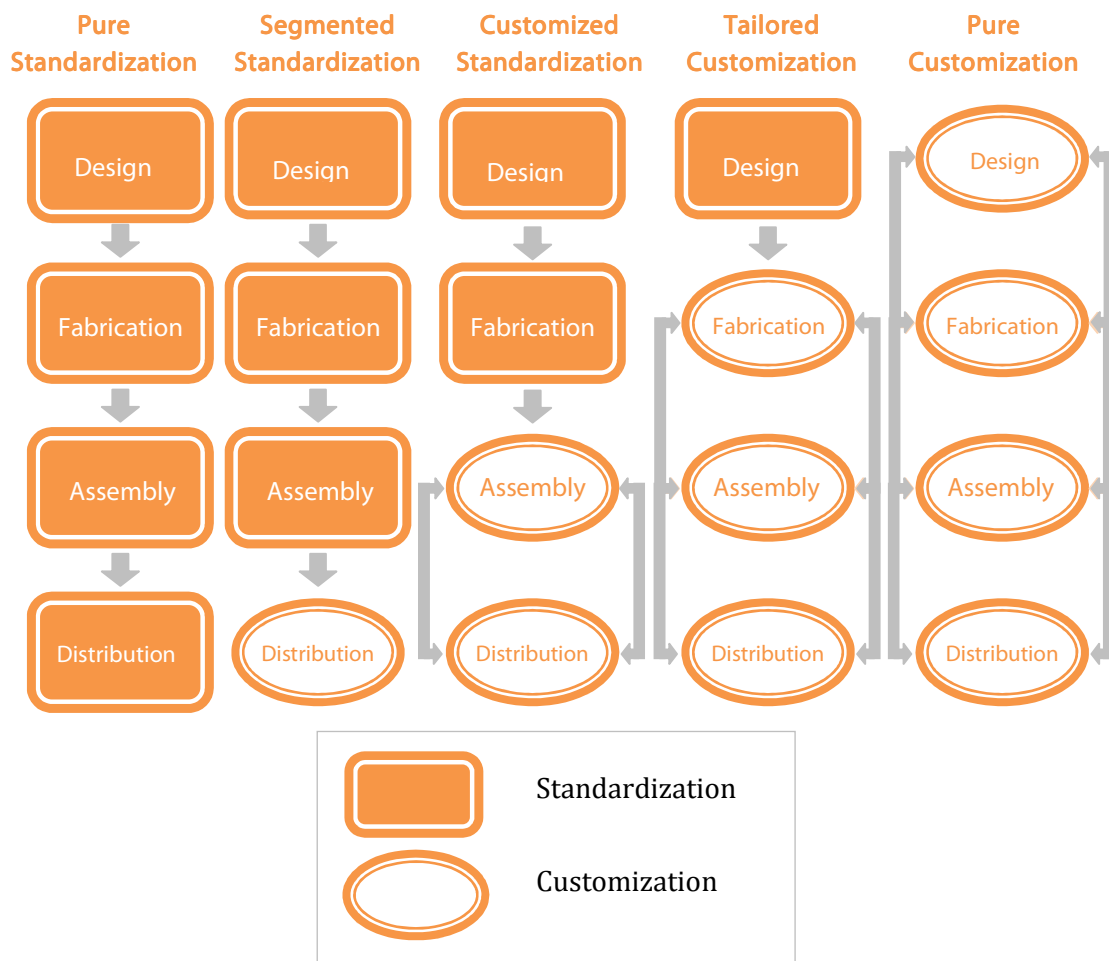 Pure Standardization
Segmented Standardization
Customized Standardization
Tailored Customization
Pure Customization
Design
Design
Design
Design
Design
Fabrication
Fabrication
Fabrication
Fabrication
Fabrication
Assembly
Assembly
Assembly
Assembly
Assembly
Distribution
Distribution
Distribution
Distribution
Distribution
Standardization
Customization